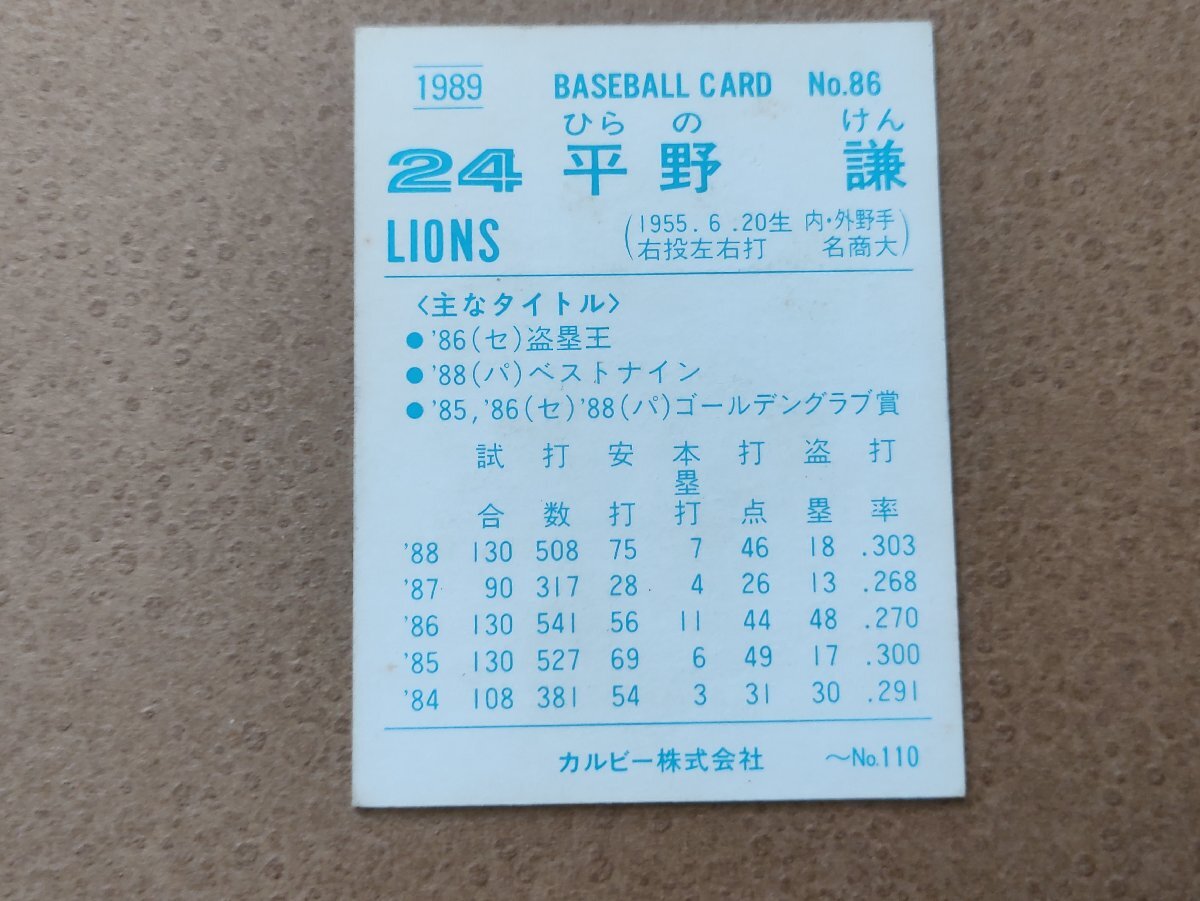 1989 BASEBALL CARD No.86
ひら の けん
24 平野 謙
LIONS (1955. 6 .20生 内・外野手
右投左右打 名商大)
〈主なタイトル〉
●'86(セ)盗塁王
●'88(パ)ベストナイン
●'85,'86(セ)'88(パ)ゴールデングラブ賞
試合 打数 安打 本塁打 打点 盗塁 打率
'88 130 508 75 7 46 18 .303
'87 90 317 28 4 26 13 .268
'86 130 541 56 11 44 48 .270
'85 130 527 69 6 49 17 .300
'84 108 381 54 3 31 30 .291
カルビー株式会社 〜No.110